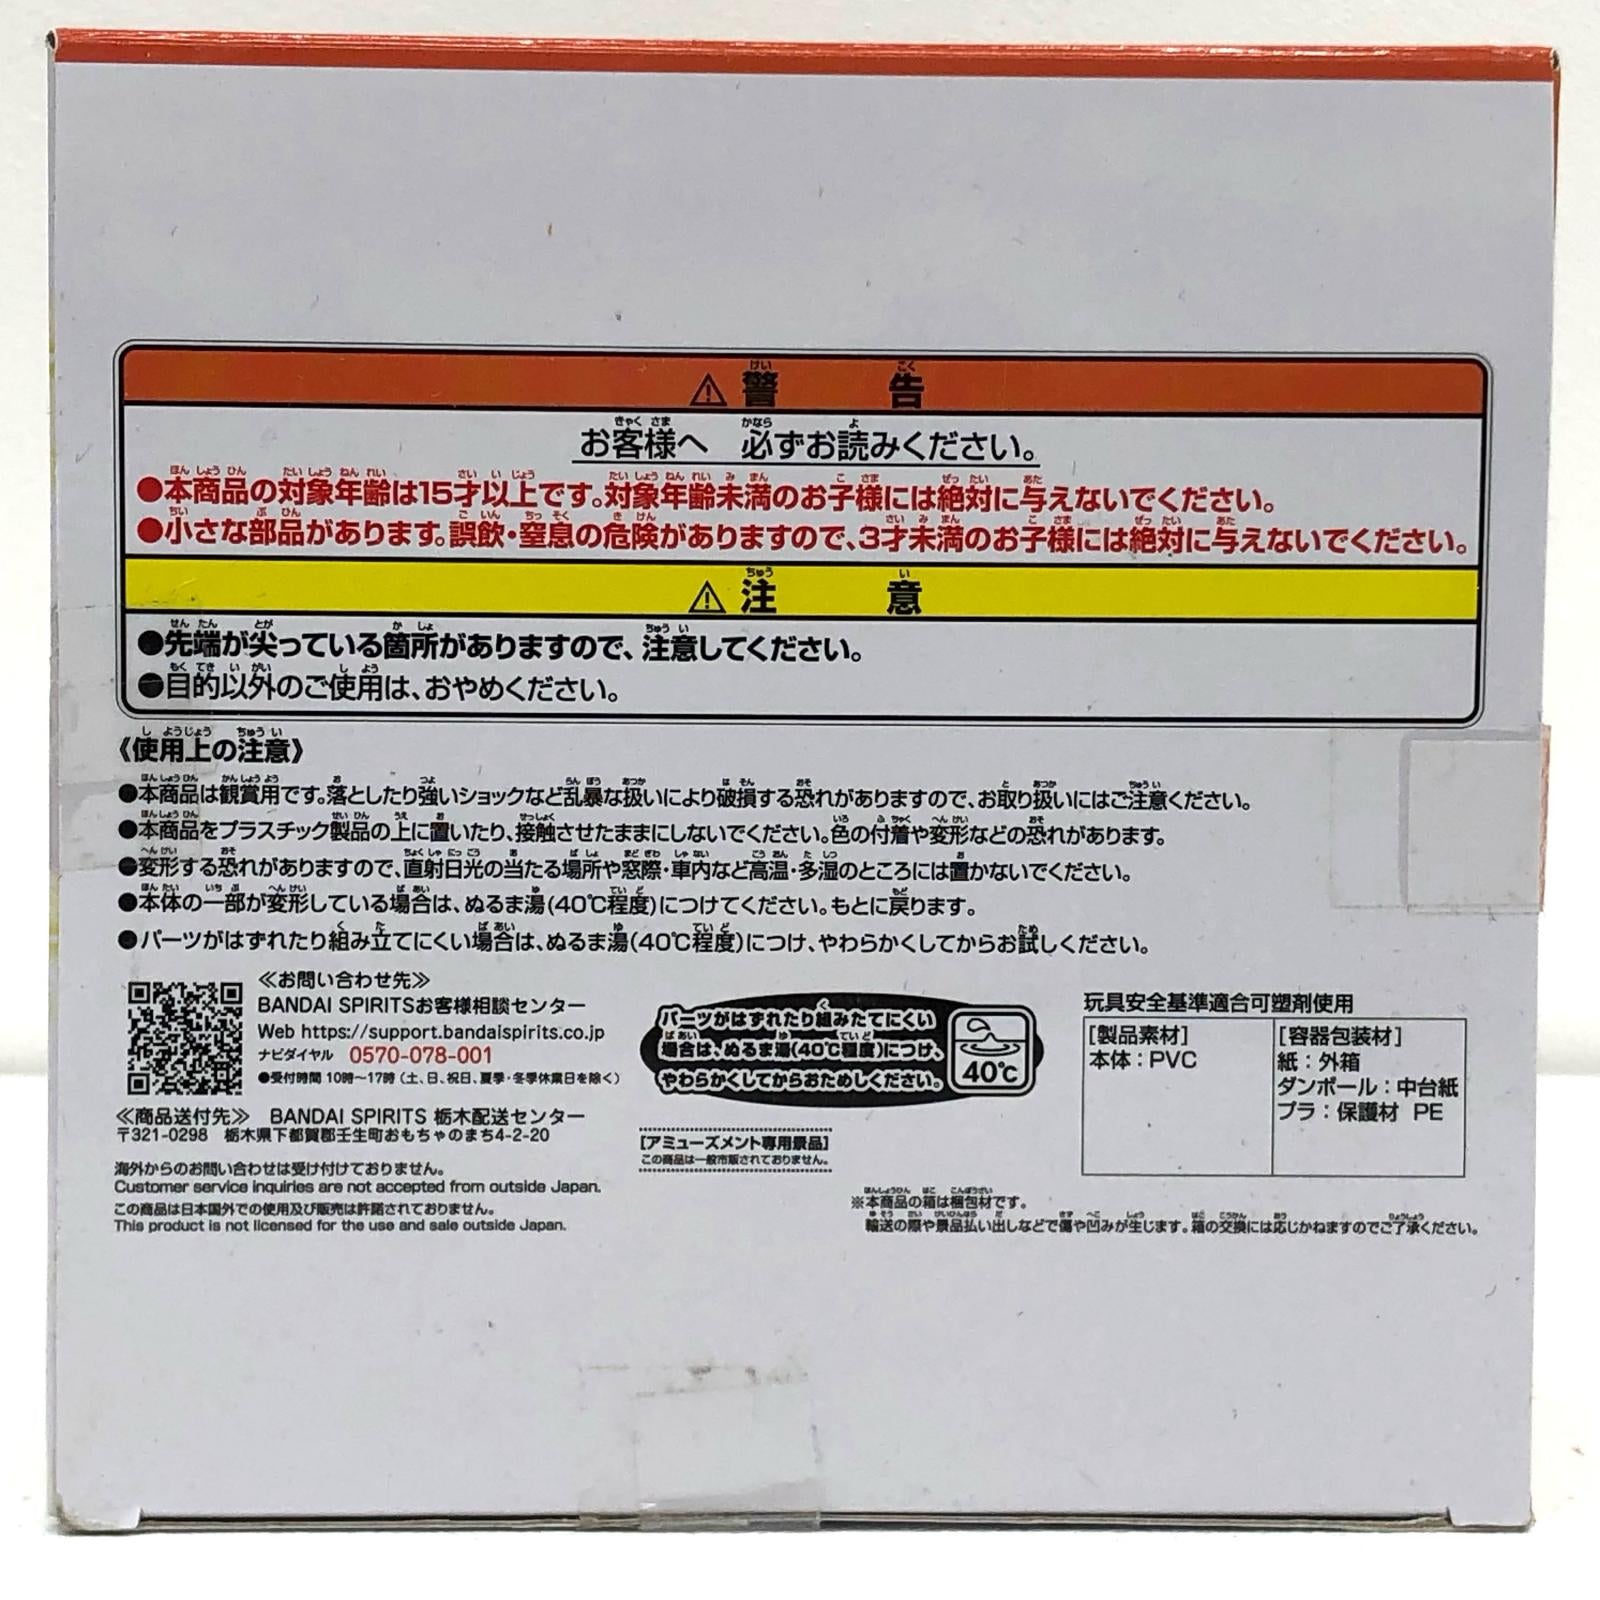 ⚠警告
お客様へ 必ずお読みください。
●本商品の対象年齢は15才以上です。対象年齢未満のお子様には絶対に与えないでください。
●小さな部品があります。誤飲・窒息の危険がありますので、3才未満のお子様には絶対に与えないでください。
⚠注意
●先端が尖っている箇所がありますので、注意してください。
●目的以外のご使用は、おやめください。
《使用上の注意》
●本商品は観賞用です。落としたり強いショックなど乱暴な扱いにより破損する恐れがありますので、お取り扱いにはご注意ください。
●本商品をプラスチック製品の上に置いたり、接触させたままにしないでください。色の付着や変形などの恐れがあります。
●変形する恐れがありますので、直射日光の当たる場所や窓際・車内など高温・多湿のところには置かないでください。
●本体の一部が変形している場合は、ぬるま湯(40℃程度)につけてください。もとに戻ります。
●パーツがはずれたり組み立てにくい場合は、ぬるま湯(40℃程度)につけ、やわらかくしてからお試しください。
≪お問い合わせ先≫
BANDAI SPIRITSお客様相談センター
Web https://support.bandaispirits.co.jp
ナビダイヤル 0570-078-001
●受付時間 10時〜17時 (土、日、祝日、夏季・冬季休業日を除く)
≪商品送付先≫ BANDAI SPIRITS 栃木配送センター
〒321-0298 栃木県下都賀郡壬生町おもちゃのまち4-2-20
海外からのお問い合わせは受け付けておりません。
Customer service inquiries are not accepted from outside Japan.
この商品は日本国外での使用及び販売は許諾されておりません。
This product is not licensed for the use and sale outside Japan.
パーツがはずれたり組みたてにくい
場合は、ぬるま湯(40℃程度)につけ、
やわらかくしてからおためしください。
40℃
[アミューズメント専用景品]
この商品は一般市販されておりません。
玩具安全基準適合可塑剤使用
[製品素材]
本体：PVC
[容器包装材]
紙：外箱
ダンボール：中台紙
プラ：保護材 PE
※本商品の箱は梱包材です。
輸送の際や景品払い出しなどで傷や凹みが生じます。箱の交換には応じかねますのでご了承ください。